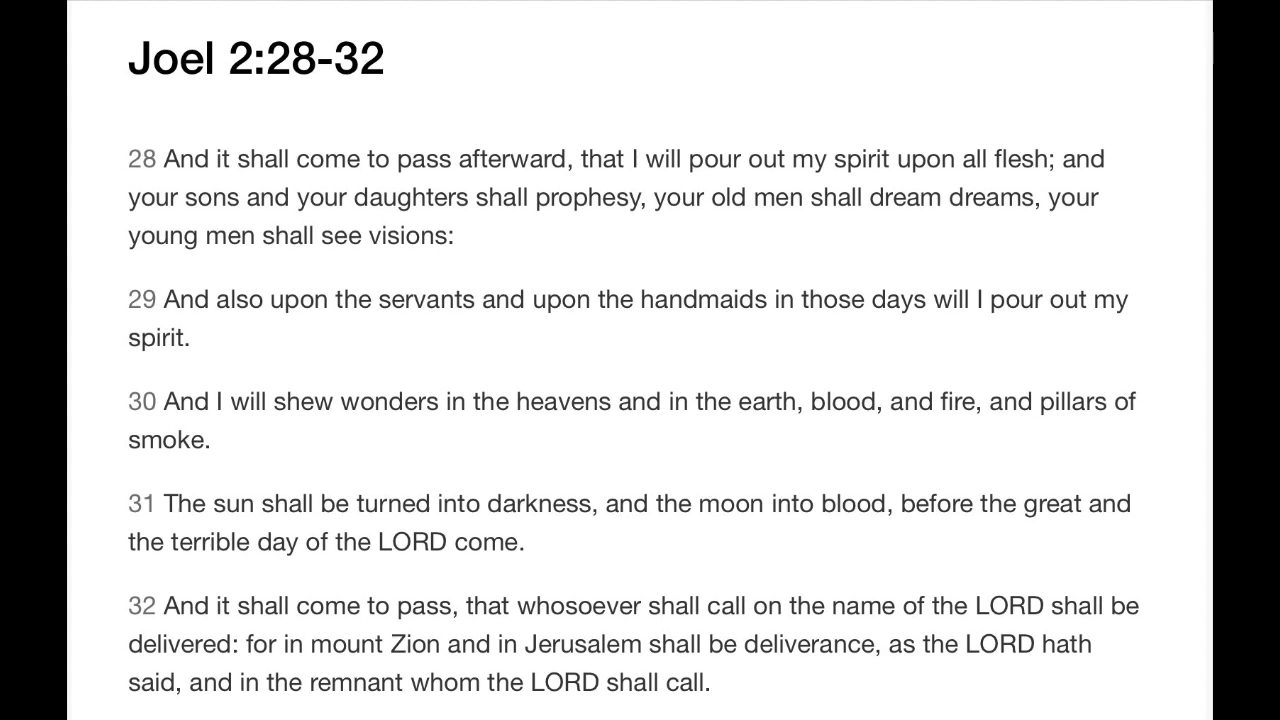 Joel 2:28-32
28 And it shall come to pass afterward, that I will pour out my spirit upon all flesh; and
your sons and your daughters shall prophesy, your old men shall dream dreams, your
young men shall see visions:
29 And also upon the servants and upon the handmaids in those days will I pour out my
spirit.
30 And I will shew wonders in the heavens and in the earth, blood, and fire, and pillars of
smoke.
31 The sun shall be turned into darkness, and the moon into blood, before the great and
the terrible day of the LORD come.
32 And it shall come to pass, that whosoever shall call on the name of the LORD shall be
delivered: for in mount Zion and in Jerusalem shall be deliverance, as the LORD hath
said, and in the remnant whom the LORD shall call.